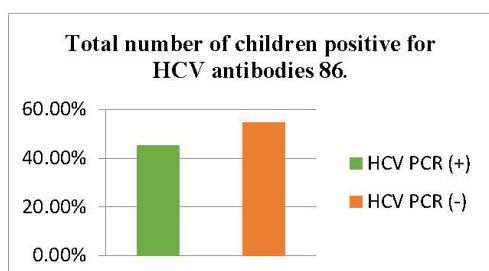 Total number of children positive for
HCV antibodies 86.
60.00%
40.00%
20.00%
0.00%
HCV PCR (+)
HCV PCR (-)